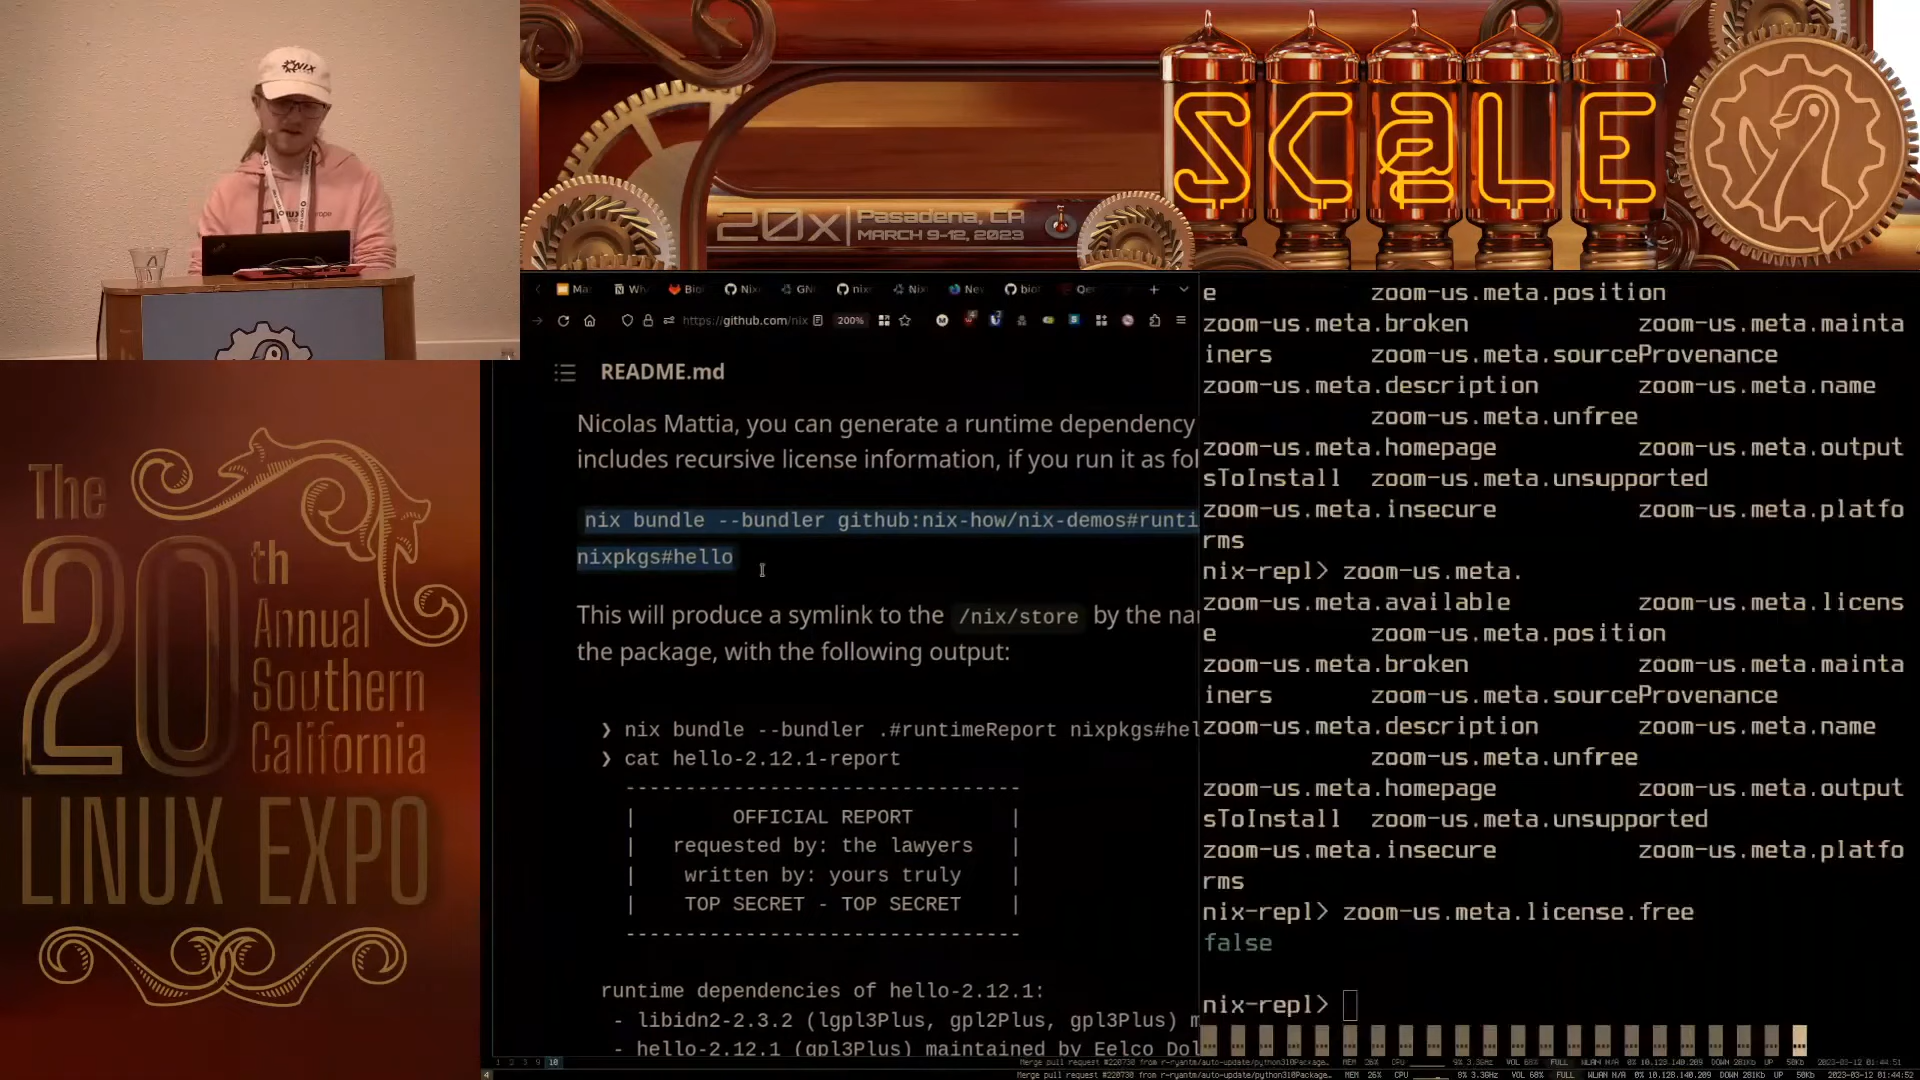 NIX
SCaLE
20x
Pasadena, CA
MARCH 9-12, 2023
The
20th
Annual
Southern
California
LINUX EXPO
https://github.com/nix
200%
README.md
Nicolas Mattia, you can generate a runtime dependency
includes recursive license information, if you run it as fol
nix bundle --bundler github:nix-how/nix-demos#runti
nixpkgs#hello
This will produce a symlink to the /nix/store by the na
the package, with the following output:
❯ nix bundle --bundler .#runtimeReport nixpkgs#hel
❯ cat hello-2.12.1-report
---------------------------------
| OFFICIAL REPORT |
| requested by: the lawyers |
| written by: yours truly |
| TOP SECRET - TOP SECRET |
---------------------------------
runtime dependencies of hello-2.12.1:
- libidn2-2.3.2 (lgpl3Plus, gpl2Plus, gpl3Plus) m
- hello-2.12.1 (gpl3Plus) maintained by Eelco Dol
e zoom-us.meta.position
zoom-us.meta.broken zoom-us.meta.mainta
iners zoom-us.meta.sourceProvenance
zoom-us.meta.description zoom-us.meta.name
zoom-us.meta.unfree
zoom-us.meta.homepage zoom-us.meta.output
sToInstall zoom-us.meta.unsupported
zoom-us.meta.insecure zoom-us.meta.platfo
rms
nix-repl> zoom-us.meta.
zoom-us.meta.available zoom-us.meta.licens
e zoom-us.meta.position
zoom-us.meta.broken zoom-us.meta.mainta
iners zoom-us.meta.sourceProvenance
zoom-us.meta.description zoom-us.meta.name
zoom-us.meta.unfree
zoom-us.meta.homepage zoom-us.meta.output
sToInstall zoom-us.meta.unsupported
zoom-us.meta.insecure zoom-us.meta.platfo
rms
nix-repl> zoom-us.meta.license.free
false
nix-repl>